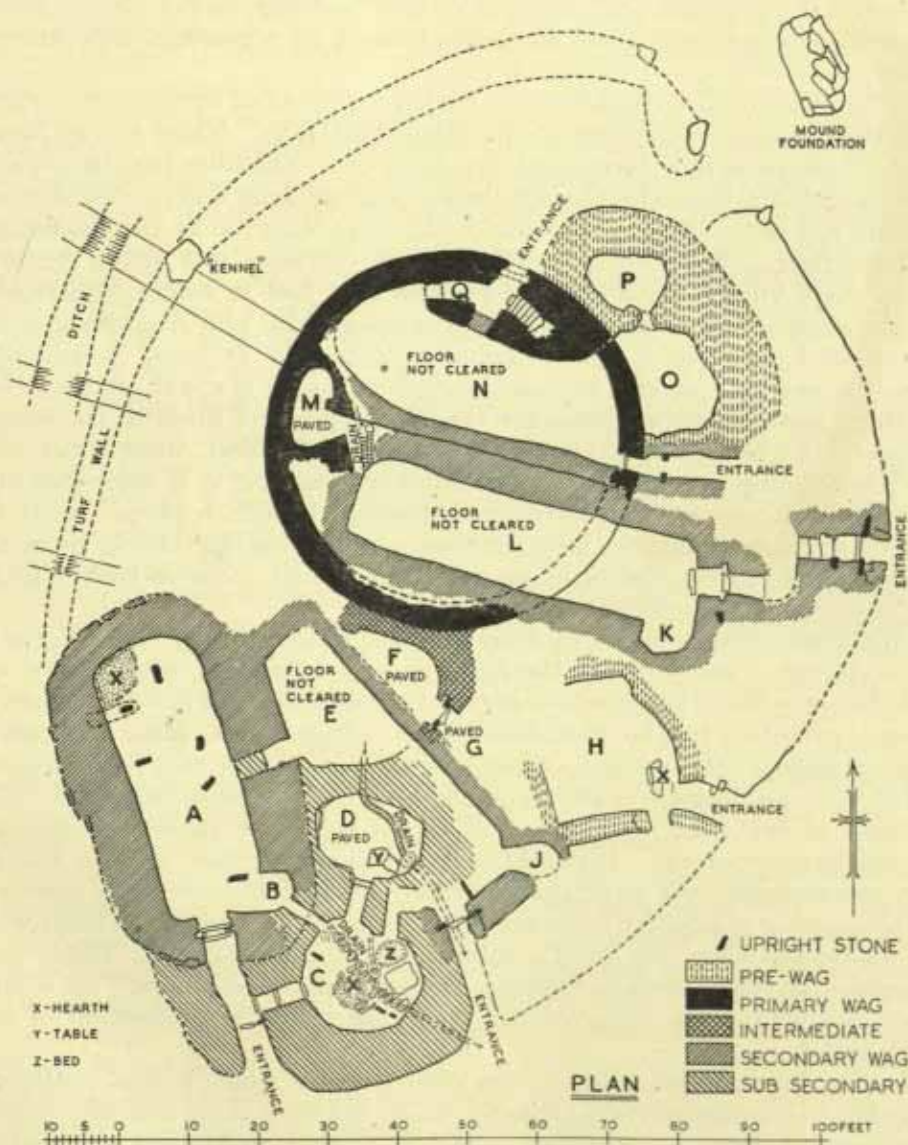 MOUND
FOUNDATION
"KENNEL"
DITCH
TURF WALL
ENTRANCE
P
Q
O
FLOOR
NOT CLEARED
N
M
PAVED
DRAIN
ENTRANCE
FLOOR
NOT CLEARED
L
ENTRANCE
K
F
PAVED
FLOOR
NOT CLEARED
E
PAVED
G
H
X
ENTRANCE
X
A
D
PAVED
DRAIN
Y
J
B
DRAIN
Z
C
X
ENTRANCE
ENTRANCE
X-HEARTH
Y-TABLE
Z-BED
UPRIGHT STONE
PRE-WAG
PRIMARY WAG
INTERMEDIATE
SECONDARY WAG
SUB SECONDARY
PLAN
10 5 0 10 20 30 40 50 60 70 80 90 100 FEET